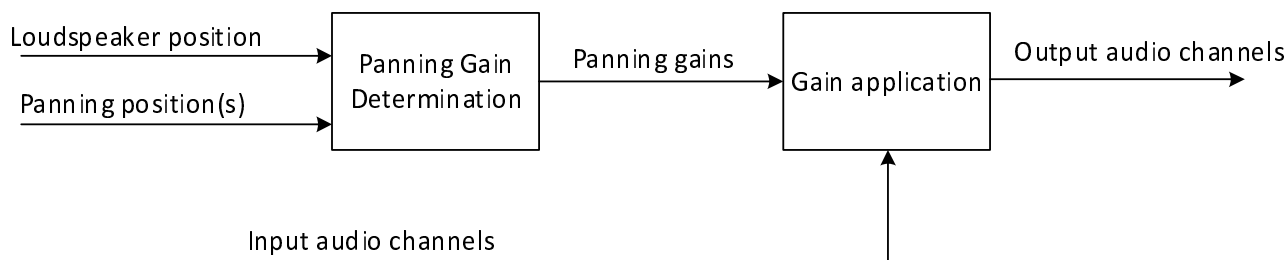 Loudspeaker position
Panning position(s)
Panning Gain
Determination
Panning gains
Gain application
Output audio channels
Input audio channels